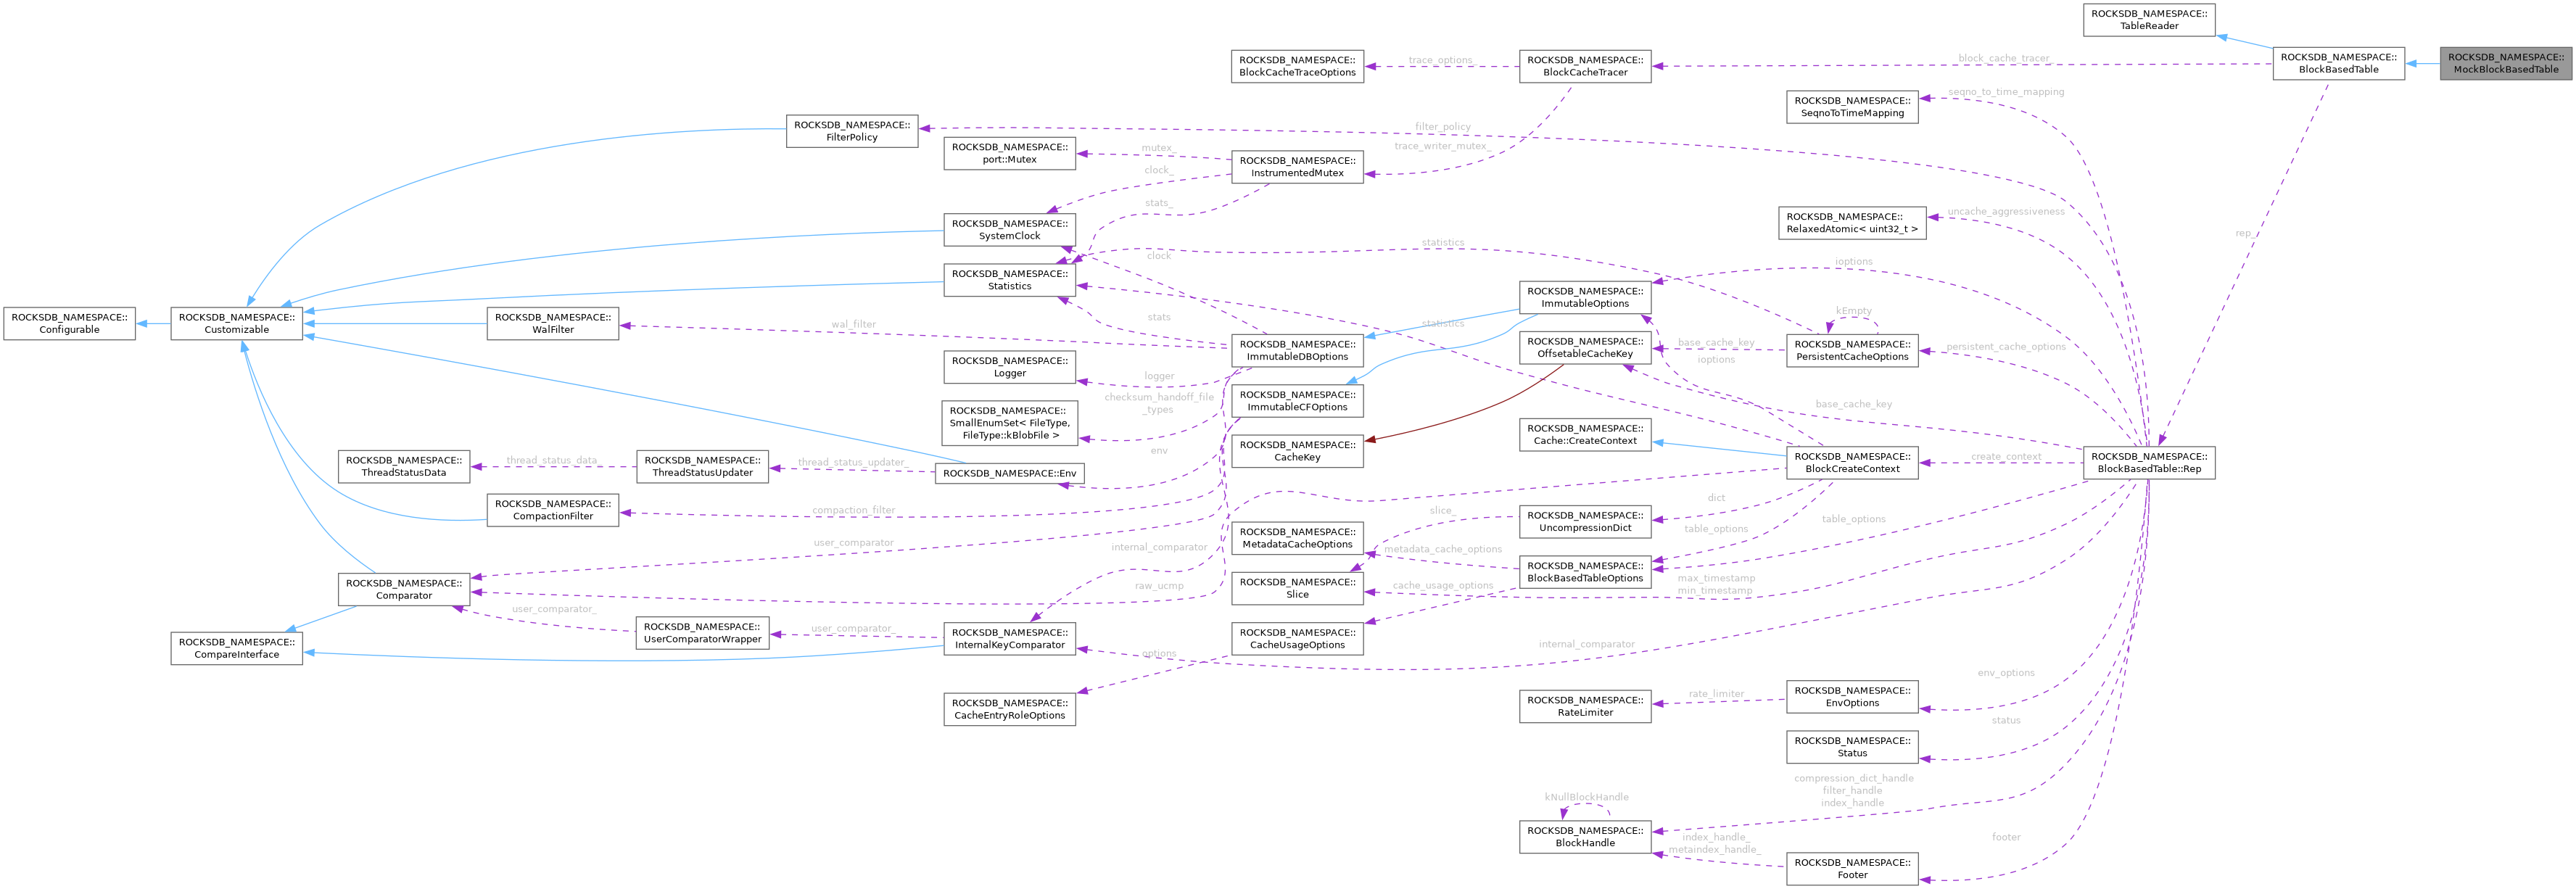 ROCKSDB_NAMESPACE::
TableReader
ROCKSDB_NAMESPACE::
BlockCacheTraceOptions
trace_options_
ROCKSDB_NAMESPACE::
BlockCacheTracer
block_cache_tracer_
ROCKSDB_NAMESPACE::
BlockBasedTable
ROCKSDB_NAMESPACE::
MockBlockBasedTable
seqno_to_time_mapping
ROCKSDB_NAMESPACE::
SeqnoToTimeMapping
ROCKSDB_NAMESPACE::
FilterPolicy
filter_policy
ROCKSDB_NAMESPACE::
port::Mutex
mutex_
trace_writer_mutex_
ROCKSDB_NAMESPACE::
InstrumentedMutex
clock_
stats_
ROCKSDB_NAMESPACE::
RelaxedAtomic< uint32_t >
uncache_aggressiveness
ROCKSDB_NAMESPACE::
SystemClock
rep_
statistics
clock
ioptions
ROCKSDB_NAMESPACE::
Statistics
ROCKSDB_NAMESPACE::
ImmutableOptions
kEmpty
ROCKSDB_NAMESPACE::
Configurable
ROCKSDB_NAMESPACE::
Customizable
ROCKSDB_NAMESPACE::
WalFilter
wal_filter
stats
statistics
ROCKSDB_NAMESPACE::
ImmutableDBOptions
ROCKSDB_NAMESPACE::
OffsetableCacheKey
base_cache_key
ioptions
ROCKSDB_NAMESPACE::
PersistentCacheOptions
persistent_cache_options
ROCKSDB_NAMESPACE::
Logger
logger
checksum_handoff_file
_types
ROCKSDB_NAMESPACE::
ImmutableCFOptions
base_cache_key
ROCKSDB_NAMESPACE::
SmallEnumSet< FileType,
FileType::kBlobFile >
ROCKSDB_NAMESPACE::
Cache::CreateContext
ROCKSDB_NAMESPACE::
CacheKey
env
ROCKSDB_NAMESPACE::
ThreadStatusData
thread_status_data
ROCKSDB_NAMESPACE::
ThreadStatusUpdater
thread_status_updater_
ROCKSDB_NAMESPACE::Env
ROCKSDB_NAMESPACE::
BlockCreateContext
create_context
ROCKSDB_NAMESPACE::
BlockBasedTable::Rep
ROCKSDB_NAMESPACE::
CompactionFilter
compaction_filter
slice_
dict
ROCKSDB_NAMESPACE::
UncompressionDict
table_options
table_options
user_comparator
internal_comparator
ROCKSDB_NAMESPACE::
MetadataCacheOptions
metadata_cache_options
ROCKSDB_NAMESPACE::
BlockBasedTableOptions
ROCKSDB_NAMESPACE::
Comparator
raw_ucmp
ROCKSDB_NAMESPACE::
Slice
cache_usage_options
max_timestamp
min_timestamp
user_comparator_
ROCKSDB_NAMESPACE::
UserComparatorWrapper
user_comparator_
ROCKSDB_NAMESPACE::
InternalKeyComparator
ROCKSDB_NAMESPACE::
CacheUsageOptions
internal_comparator
ROCKSDB_NAMESPACE::
CompareInterface
options
ROCKSDB_NAMESPACE::
CacheEntryRoleOptions
ROCKSDB_NAMESPACE::
RateLimiter
rate_limiter
ROCKSDB_NAMESPACE::
EnvOptions
env_options
status
ROCKSDB_NAMESPACE::
Status
compression_dict_handle
filter_handle
index_handle
kNullBlockHandle
ROCKSDB_NAMESPACE::
BlockHandle
index_handle_
metaindex_handle_
footer
ROCKSDB_NAMESPACE::
Footer